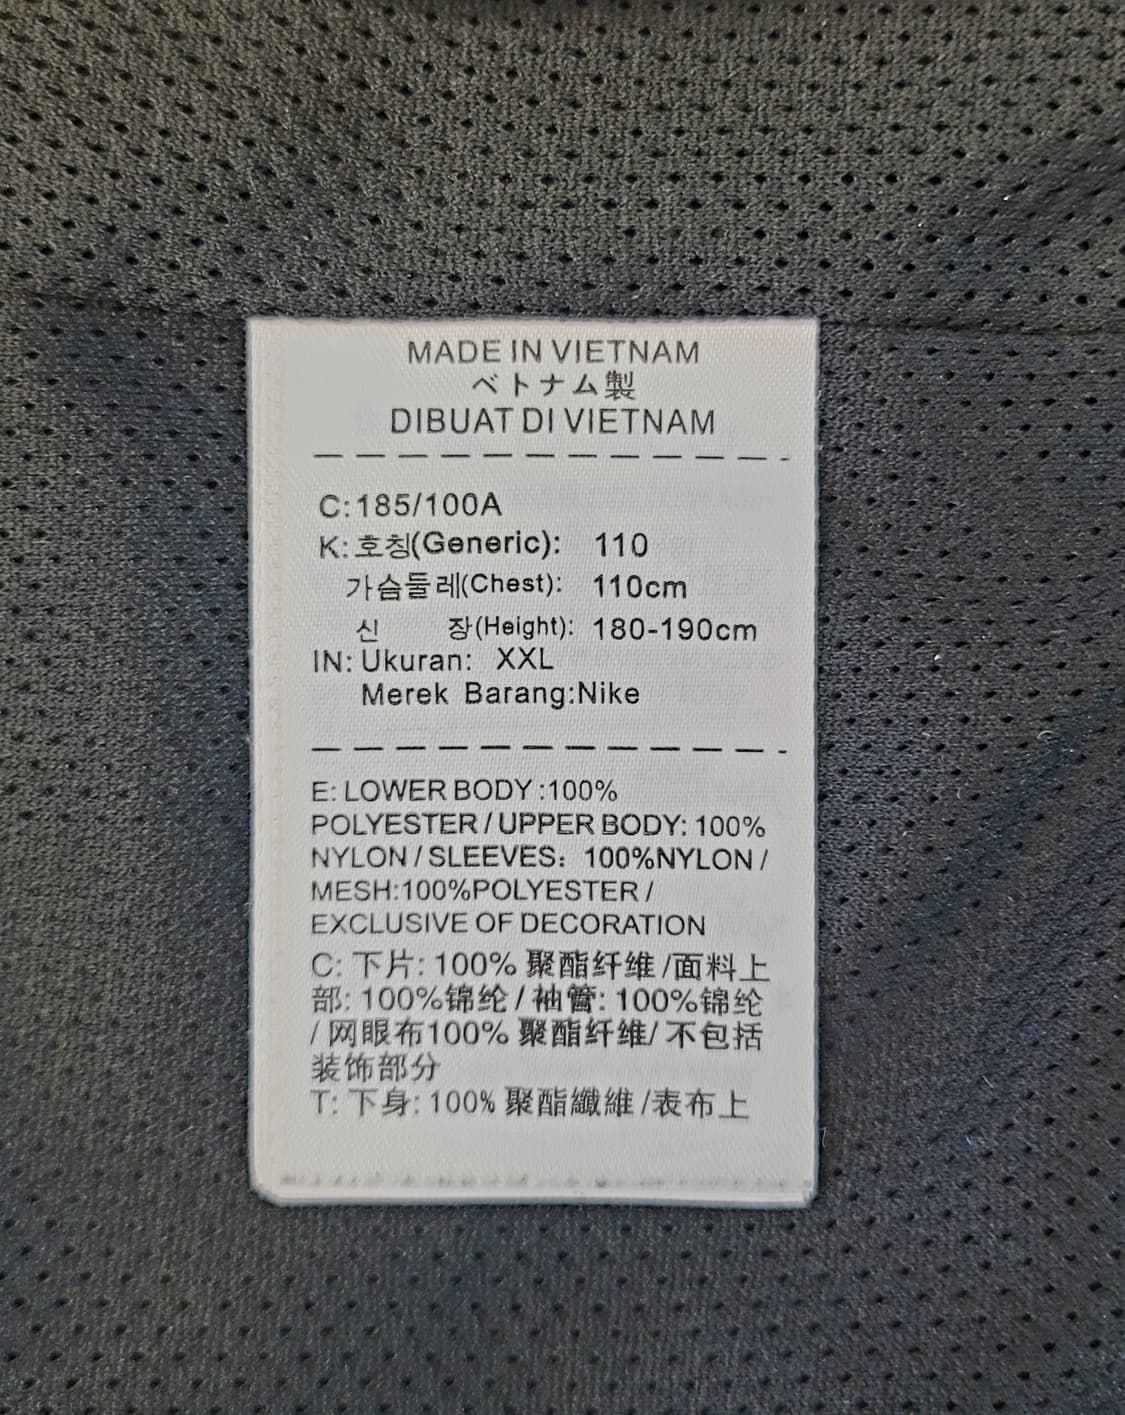 MADE IN VIETNAM
ベトナム製
DIBUAT DI VIETNAM
C:185/100A
K: 호칭(Generic): 110
가슴둘레(Chest): 110cm
신 장(Height): 180-190cm
IN: Ukuran: XXL
Merek Barang:Nike
E: LOWER BODY :100%
POLYESTER / UPPER BODY: 100%
NYLON / SLEEVES：100%NYLON /
MESH:100%POLYESTER /
EXCLUSIVE OF DECORATION
C: 下片: 100% 聚酯纤维 /面料上
部: 100%锦纶 / 袖管: 100%锦纶
/ 网眼布100% 聚酯纤维/ 不包括
装饰部分
T: 下身: 100% 聚酯纖維 /表布上